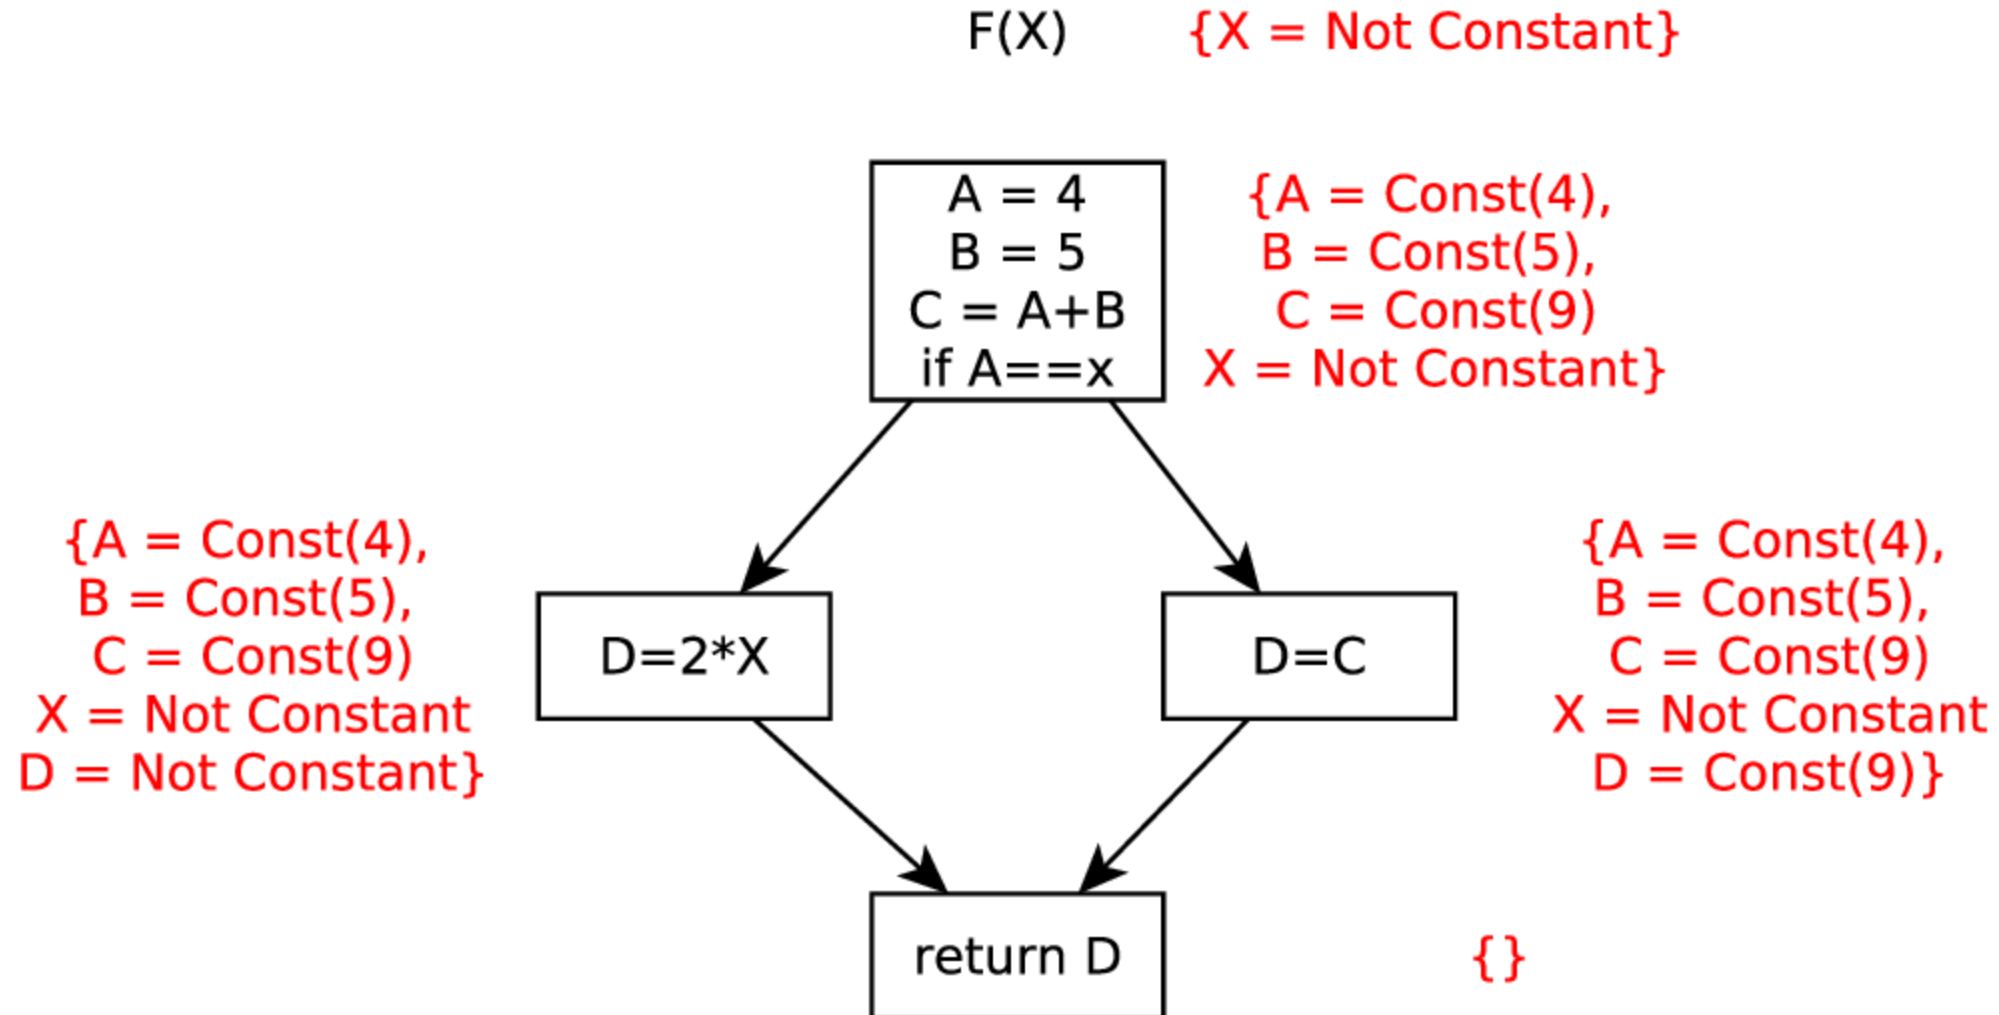 F(X) {X = Not Constant}
A = 4
B = 5
C = A+B
if A==x
{A = Const(4),
B = Const(5),
C = Const(9)
X = Not Constant}
{A = Const(4),
B = Const(5),
C = Const(9)
X = Not Constant
D = Not Constant}
D=2*X
D=C
{A = Const(4),
B = Const(5),
C = Const(9)
X = Not Constant
D = Const(9)}
return D
{}